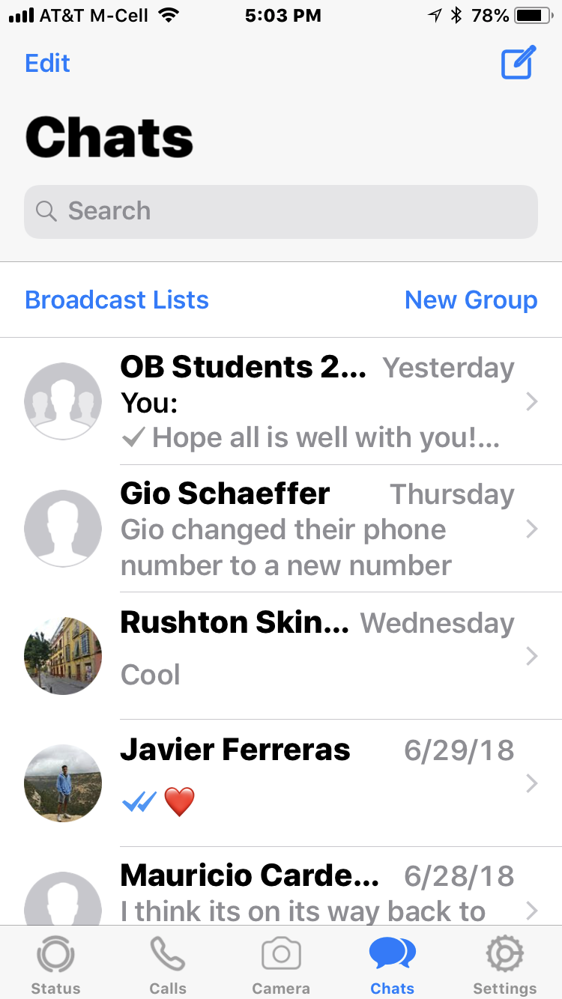 AT&T M-Cell 5:03 PM 78%
Edit
Chats
Search
Broadcast Lists New Group
OB Students 2... Yesterday
You:
Hope all is well with you!...
Gio Schaeffer Thursday
Gio changed their phone
number to a new number
Rushton Skin... Wednesday
Cool
Javier Ferreras 6/29/18
❤️
Mauricio Carde... 6/28/18
I think its on its way back to
Status Calls Camera Chats Settings